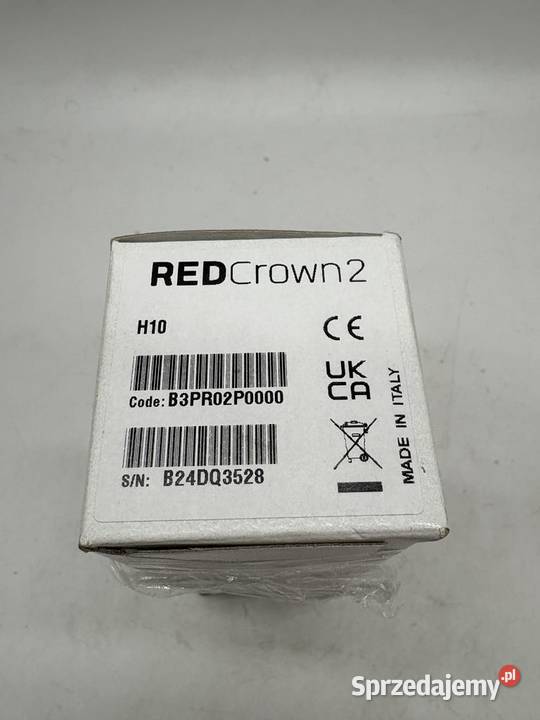 REDCrown2
H10
CE
Code: B3PR02P0000
UK
CA
S/N: B24DQ3528
MADE IN ITALY
Sprzedajemy.pl